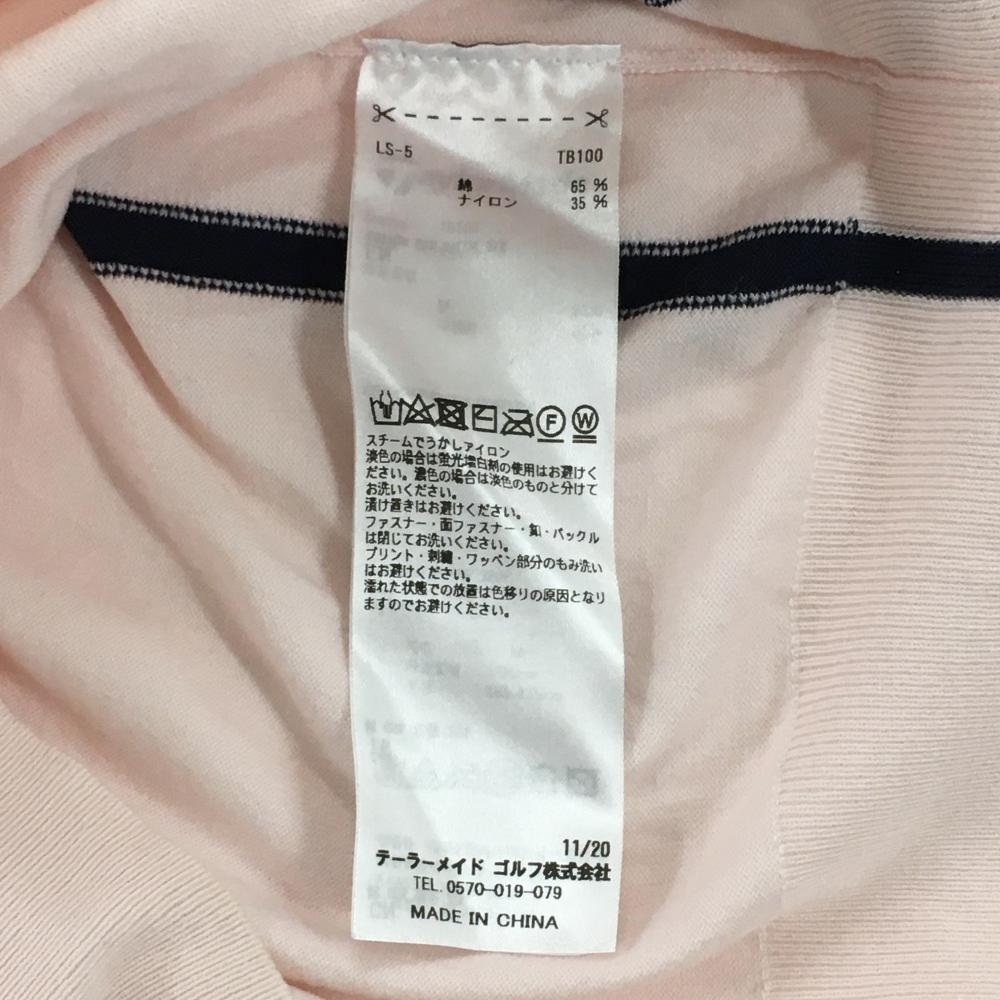 LS-5 TB100
綿 65 %
ナイロン 35 %
F W
スチームでうかしアイロン
淡色の場合は蛍光増白剤の使用はお避けく
ださい。濃色の場合は淡色のものと分けて
お洗いください。
漬け置きはお避けください。
ファスナー・面ファスナー・釦・バックル
は閉じてお洗いください。
プリント・刺繍・ワッペン部分のもみ洗い
はお避けください。
濡れた状態での放置は色移りの原因となり
ますのでお避けください。
11/20
テーラーメイド ゴルフ株式会社
TEL. 0570-019-079
MADE IN CHINA